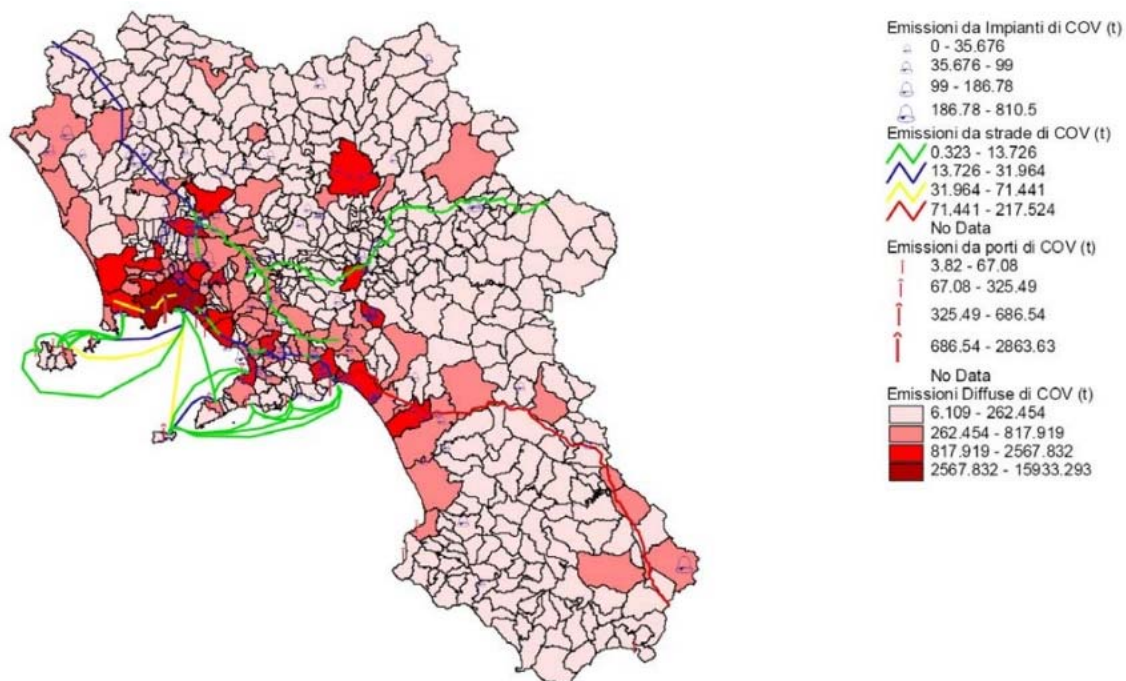 Emissioni da Impianti di COV (t)
0 - 35.676
35.676 - 99
99 - 186.78
186.78 - 810.5
Emissioni da strade di COV (t)
0.323 - 13.726
13.726 - 31.964
31.964 - 71.441
71.441 - 217.524
No Data
Emissioni da porti di COV (t)
3.82 - 67.08
67.08 - 325.49
325.49 - 686.54
686.54 - 2863.63
No Data
Emissioni Diffuse di COV (t)
6.109 - 262.454
262.454 - 817.919
817.919 - 2567.832
2567.832 - 15933.293